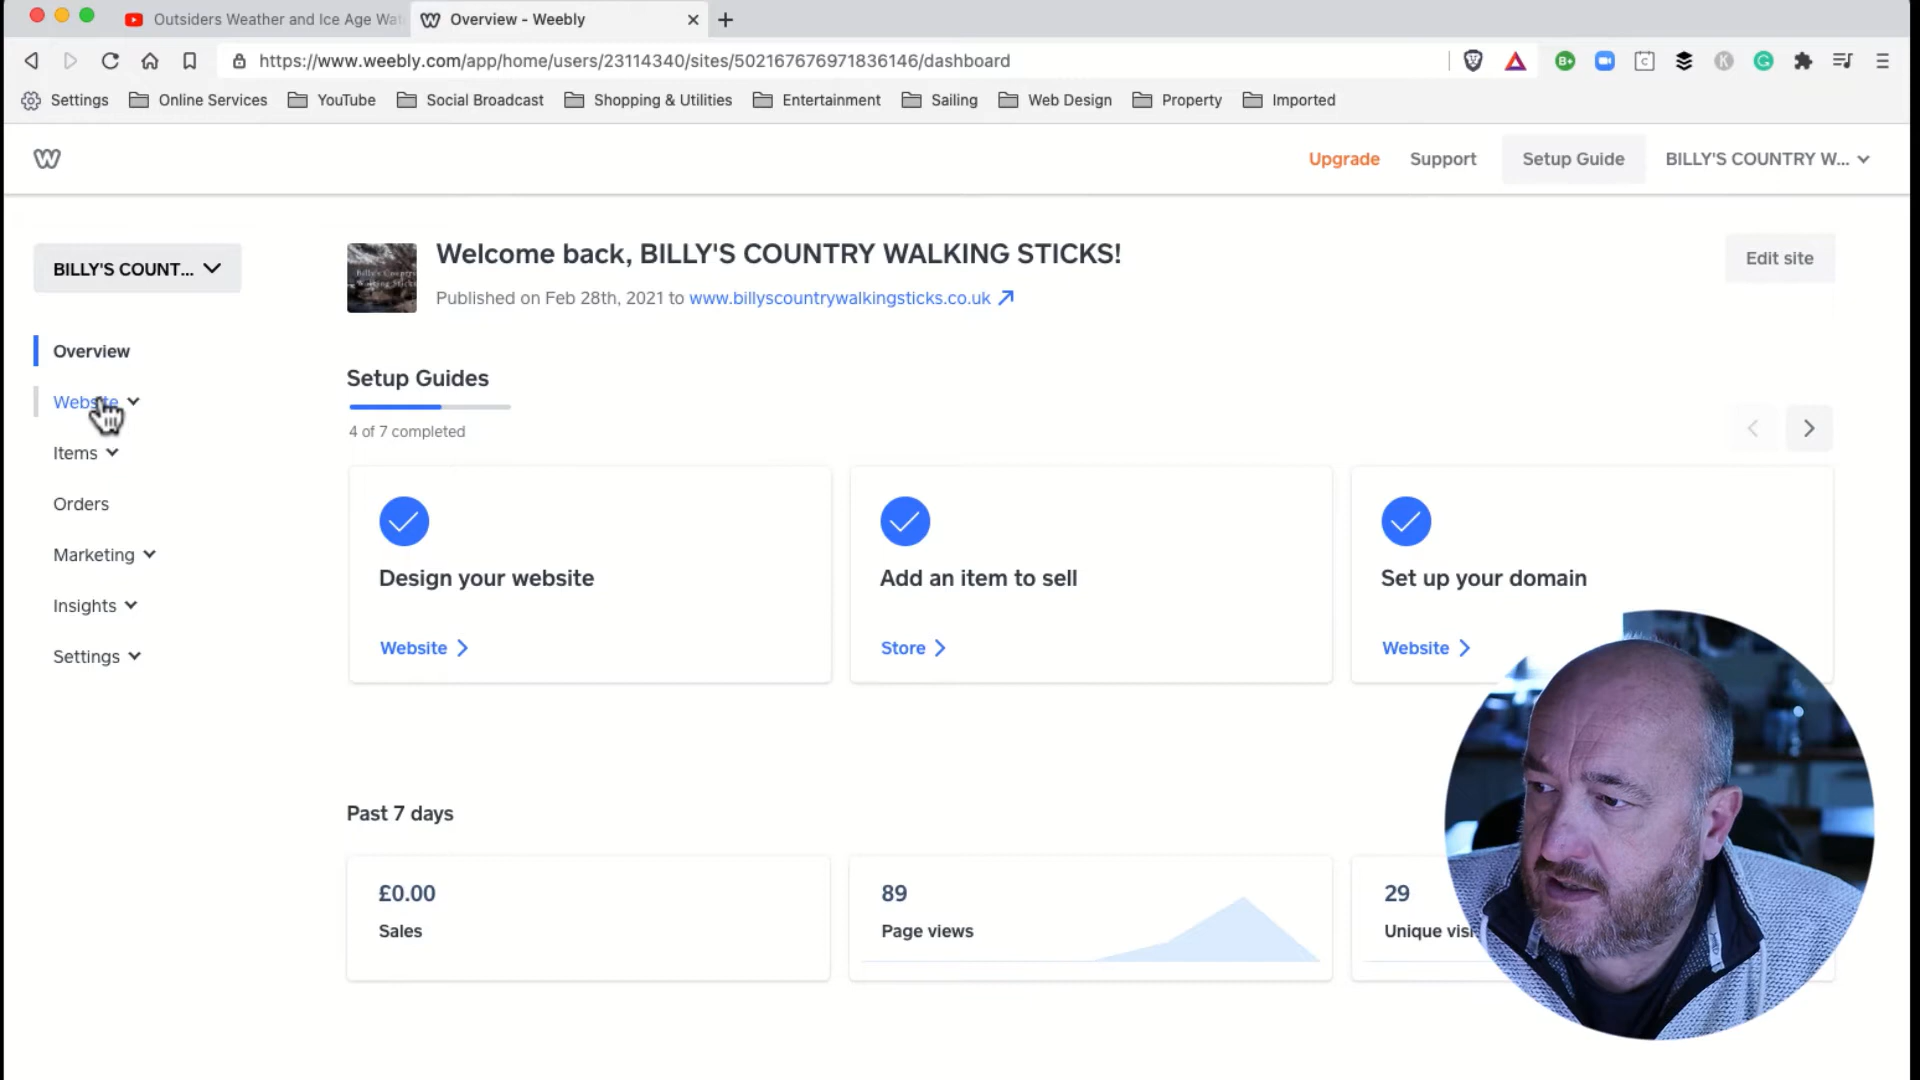 Outsiders Weather and Ice Age Wat
Overview - Weebly
https://www.weebly.com/app/home/users/23114340/sites/502167676971836146/dashboard
Settings Online Services YouTube Social Broadcast Shopping & Utilities Entertainment Sailing Web Design Property Imported
Upgrade Support Setup Guide BILLY'S COUNTRY W...
BILLY'S COUNT...
Welcome back, BILLY'S COUNTRY WALKING STICKS!
Edit site
Published on Feb 28th, 2021 to www.billyscountrywalkingsticks.co.uk
Billy's Country
Walking Sticks
Overview
Website
Items
Orders
Marketing
Insights
Settings
Setup Guides
4 of 7 completed
Design your website
Website
Add an item to sell
Store
Set up your domain
Website
Past 7 days
£0.00
Sales
89
Page views
29
Unique visi